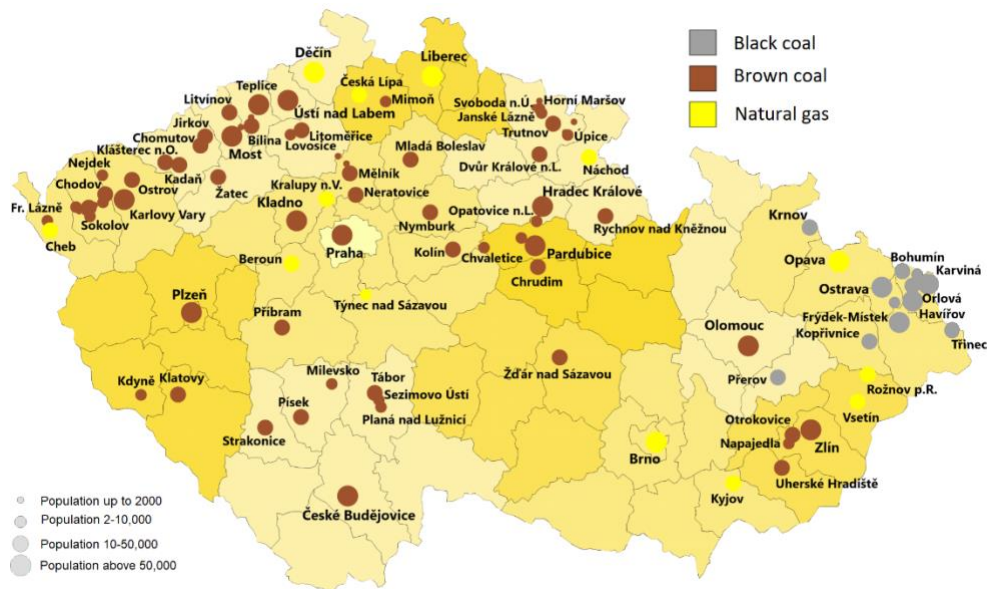 Black coal
Brown coal
Natural gas
Děčín
Liberec
Teplice
Česká Lípa
Litvínov
Mimoň
Ústí nad Labem
Svoboda n.Ú.
Horní Maršov
Janské Lázně
Jirkov
Trutnov
Úpice
Chomutov
Bílina
Litoměřice
Lovosice
Klášterec n.O.
Most
Mladá Boleslav
Nejdek
Kadaň
Dvůr Králové n.L.
Náchod
Mělník
Chodov
Ostrov
Žatec
Kralupy n.V.
Neratovice
Hradec Králové
Fr. Lázně
Karlovy Vary
Kladno
Opatovice n.L.
Sokolov
Nymburk
Rychnov nad Kněžnou
Krnov
Cheb
Praha
Kolín
Chvaletice
Pardubice
Beroun
Bohumín
Opava
Karviná
Chrudim
Ostrava
Plzeň
Týnec nad Sázavou
Orlová
Havířov
Příbram
Olomouc
Frýdek-Místek
Kopřivnice
Třinec
Milevsko
Tábor
Žďár nad Sázavou
Přerov
Kdyně
Klatovy
Sezimovo Ústí
Rožnov p.R.
Písek
Planá nad Lužnicí
Vsetín
Otrokovice
Strakonice
Brno
Napajedla
Zlín
Uherské Hradiště
Kyjov
České Budějovice
Population up to 2000
Population 2-10,000
Population 10-50,000
Population above 50,000